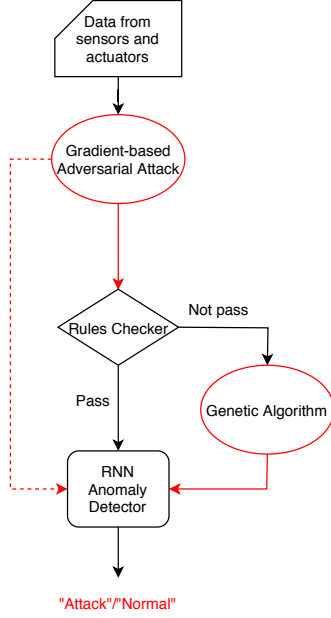 Data from
sensors and
actuators
Gradient-based
Adversarial Attack
Rules Checker
Not pass
Pass
Genetic Algorithm
RNN
Anomaly
Detector
"Attack"/"Normal"